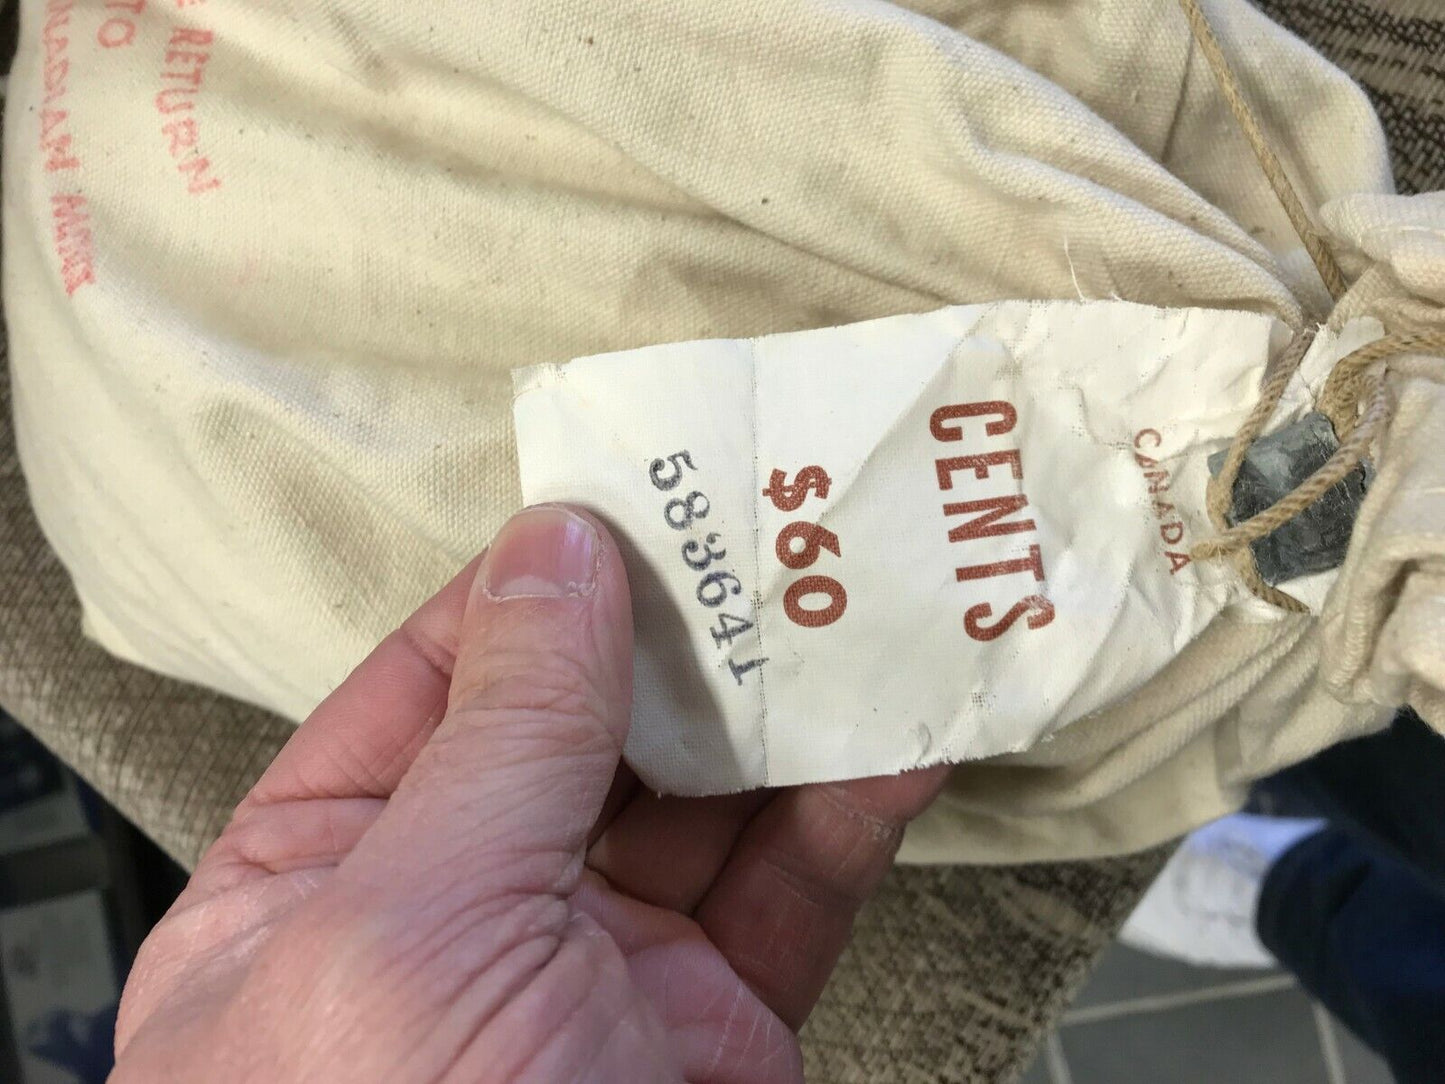 RETURN
TO
CANADA
CENTS
$60
583641